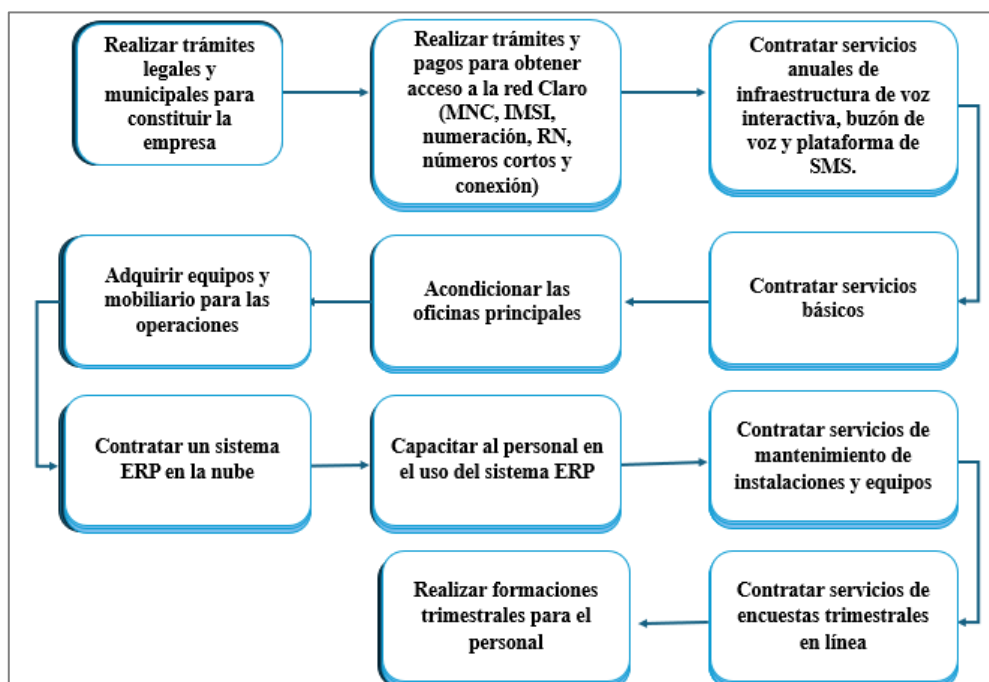 Realizar trámites
legales y
municipales para
constituir la
empresa
Realizar trámites y
pagos para obtener
acceso a la red Claro
(MNC, IMSI,
numeración, RN,
números cortos y
conexión)
Contratar servicios
anuales de
infraestructura de voz
interactiva, buzón de
voz y plataforma de
SMS.
Contratar servicios
básicos
Acondicionar las
oficinas principales
Adquirir equipos y
mobiliario para las
operaciones
Contratar un sistema
ERP en la nube
Capacitar al personal en
el uso del sistema ERP
Contratar servicios de
mantenimiento de
instalaciones y equipos
Contratar servicios de
encuestas trimestrales
en línea
Realizar formaciones
trimestrales para el
personal